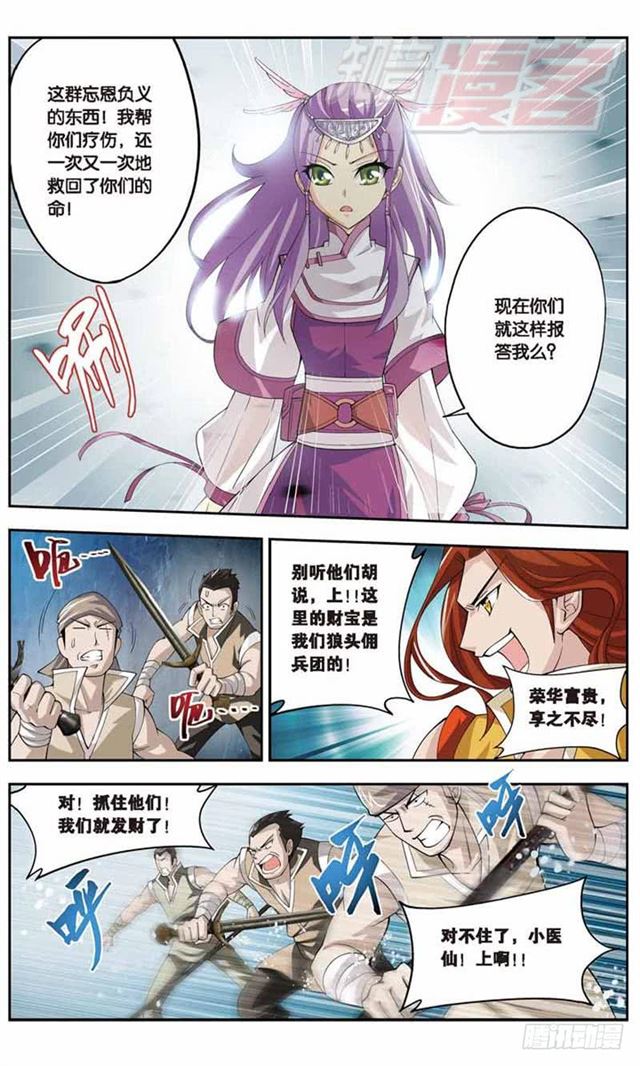 知音漫客
这群忘恩负义
的东西！我帮
你们疗伤，还
一次又一次地
救回了你们的
命！
现在你们
就这样报
答我么？
唰
呃……
呃……
别听他们胡
说，上！！这
里的财宝是
我们狼头佣
兵团的！
荣华富贵，
享之不尽！
对！抓住他们！
我们就发财了！
呼
呼
呼
对不住了，小医
仙！上啊！！
腾讯动漫